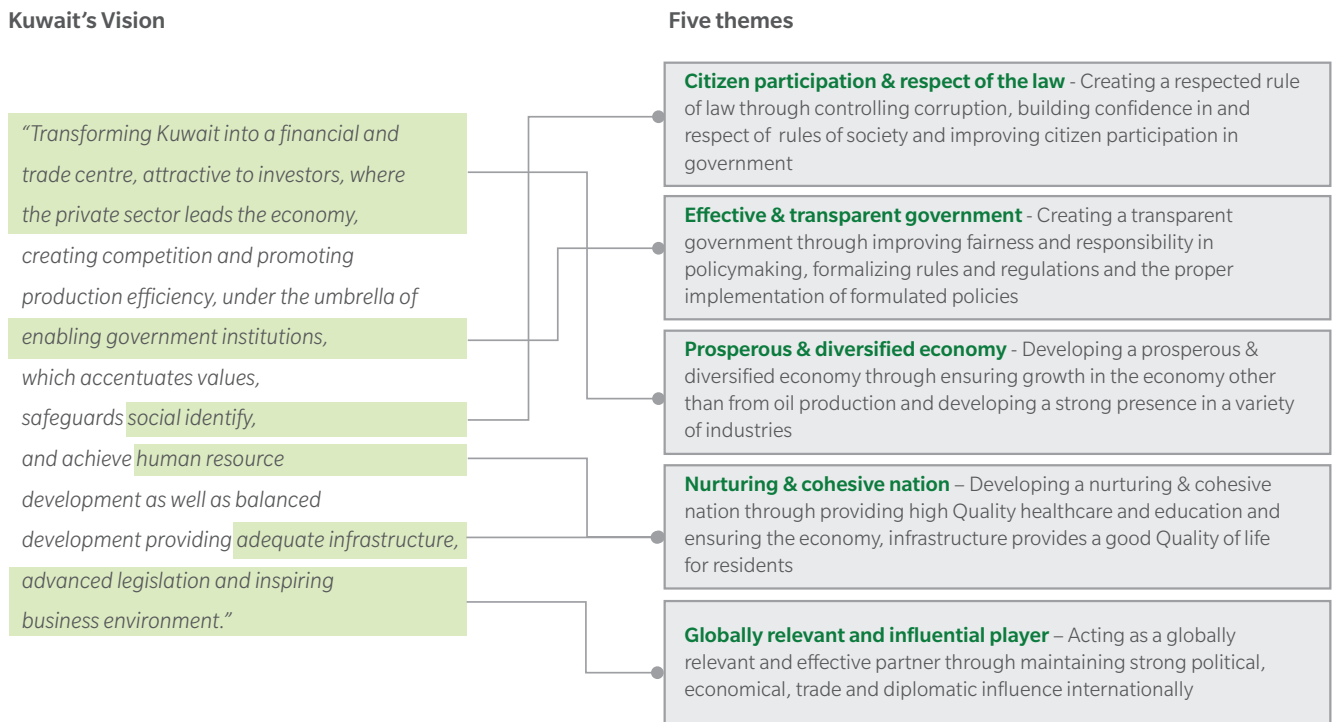 Kuwait's Vision
"Transforming Kuwait into a financial and
trade centre, attractive to investors, where
the private sector leads the economy,
creating competition and promoting
production efficiency, under the umbrella of
enabling government institutions,
which accentuates values,
safeguards social identify,
and achieve human resource
development as well as balanced
development providing adequate infrastructure,
advanced legislation and inspiring
business environment."
Five themes
Citizen participation & respect of the law - Creating a respected rule
of law through controlling corruption, building confidence in and
respect of rules of society and improving citizen participation in
government
Effective & transparent government - Creating a transparent
government through improving fairness and responsibility in
policymaking, formalizing rules and regulations and the proper
implementation of formulated policies
Prosperous & diversified economy - Developing a prosperous &
diversified economy through ensuring growth in the economy other
than from oil production and developing a strong presence in a variety
of industries
Nurturing & cohesive nation – Developing a nurturing & cohesive
nation through providing high Quality healthcare and education and
ensuring the economy, infrastructure provides a good Quality of life
for residents
Globally relevant and influential player – Acting as a globally
relevant and effective partner through maintaining strong political,
economical, trade and diplomatic influence internationally